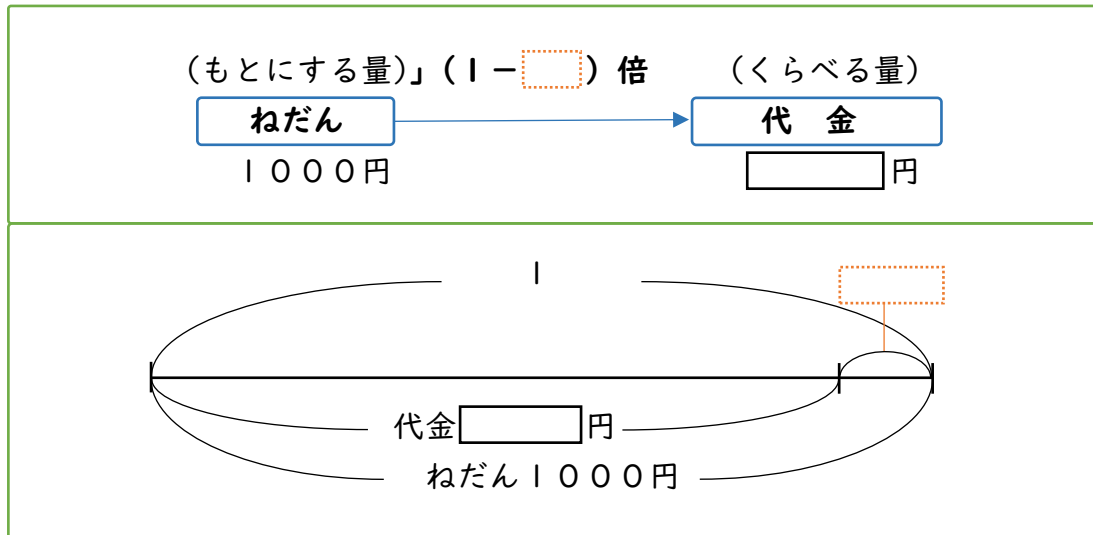 (もとにする量)」(1－ )倍 (くらべる量)
ねだん 代　金
１０００円 円
1
代金 円
ねだん１０００円